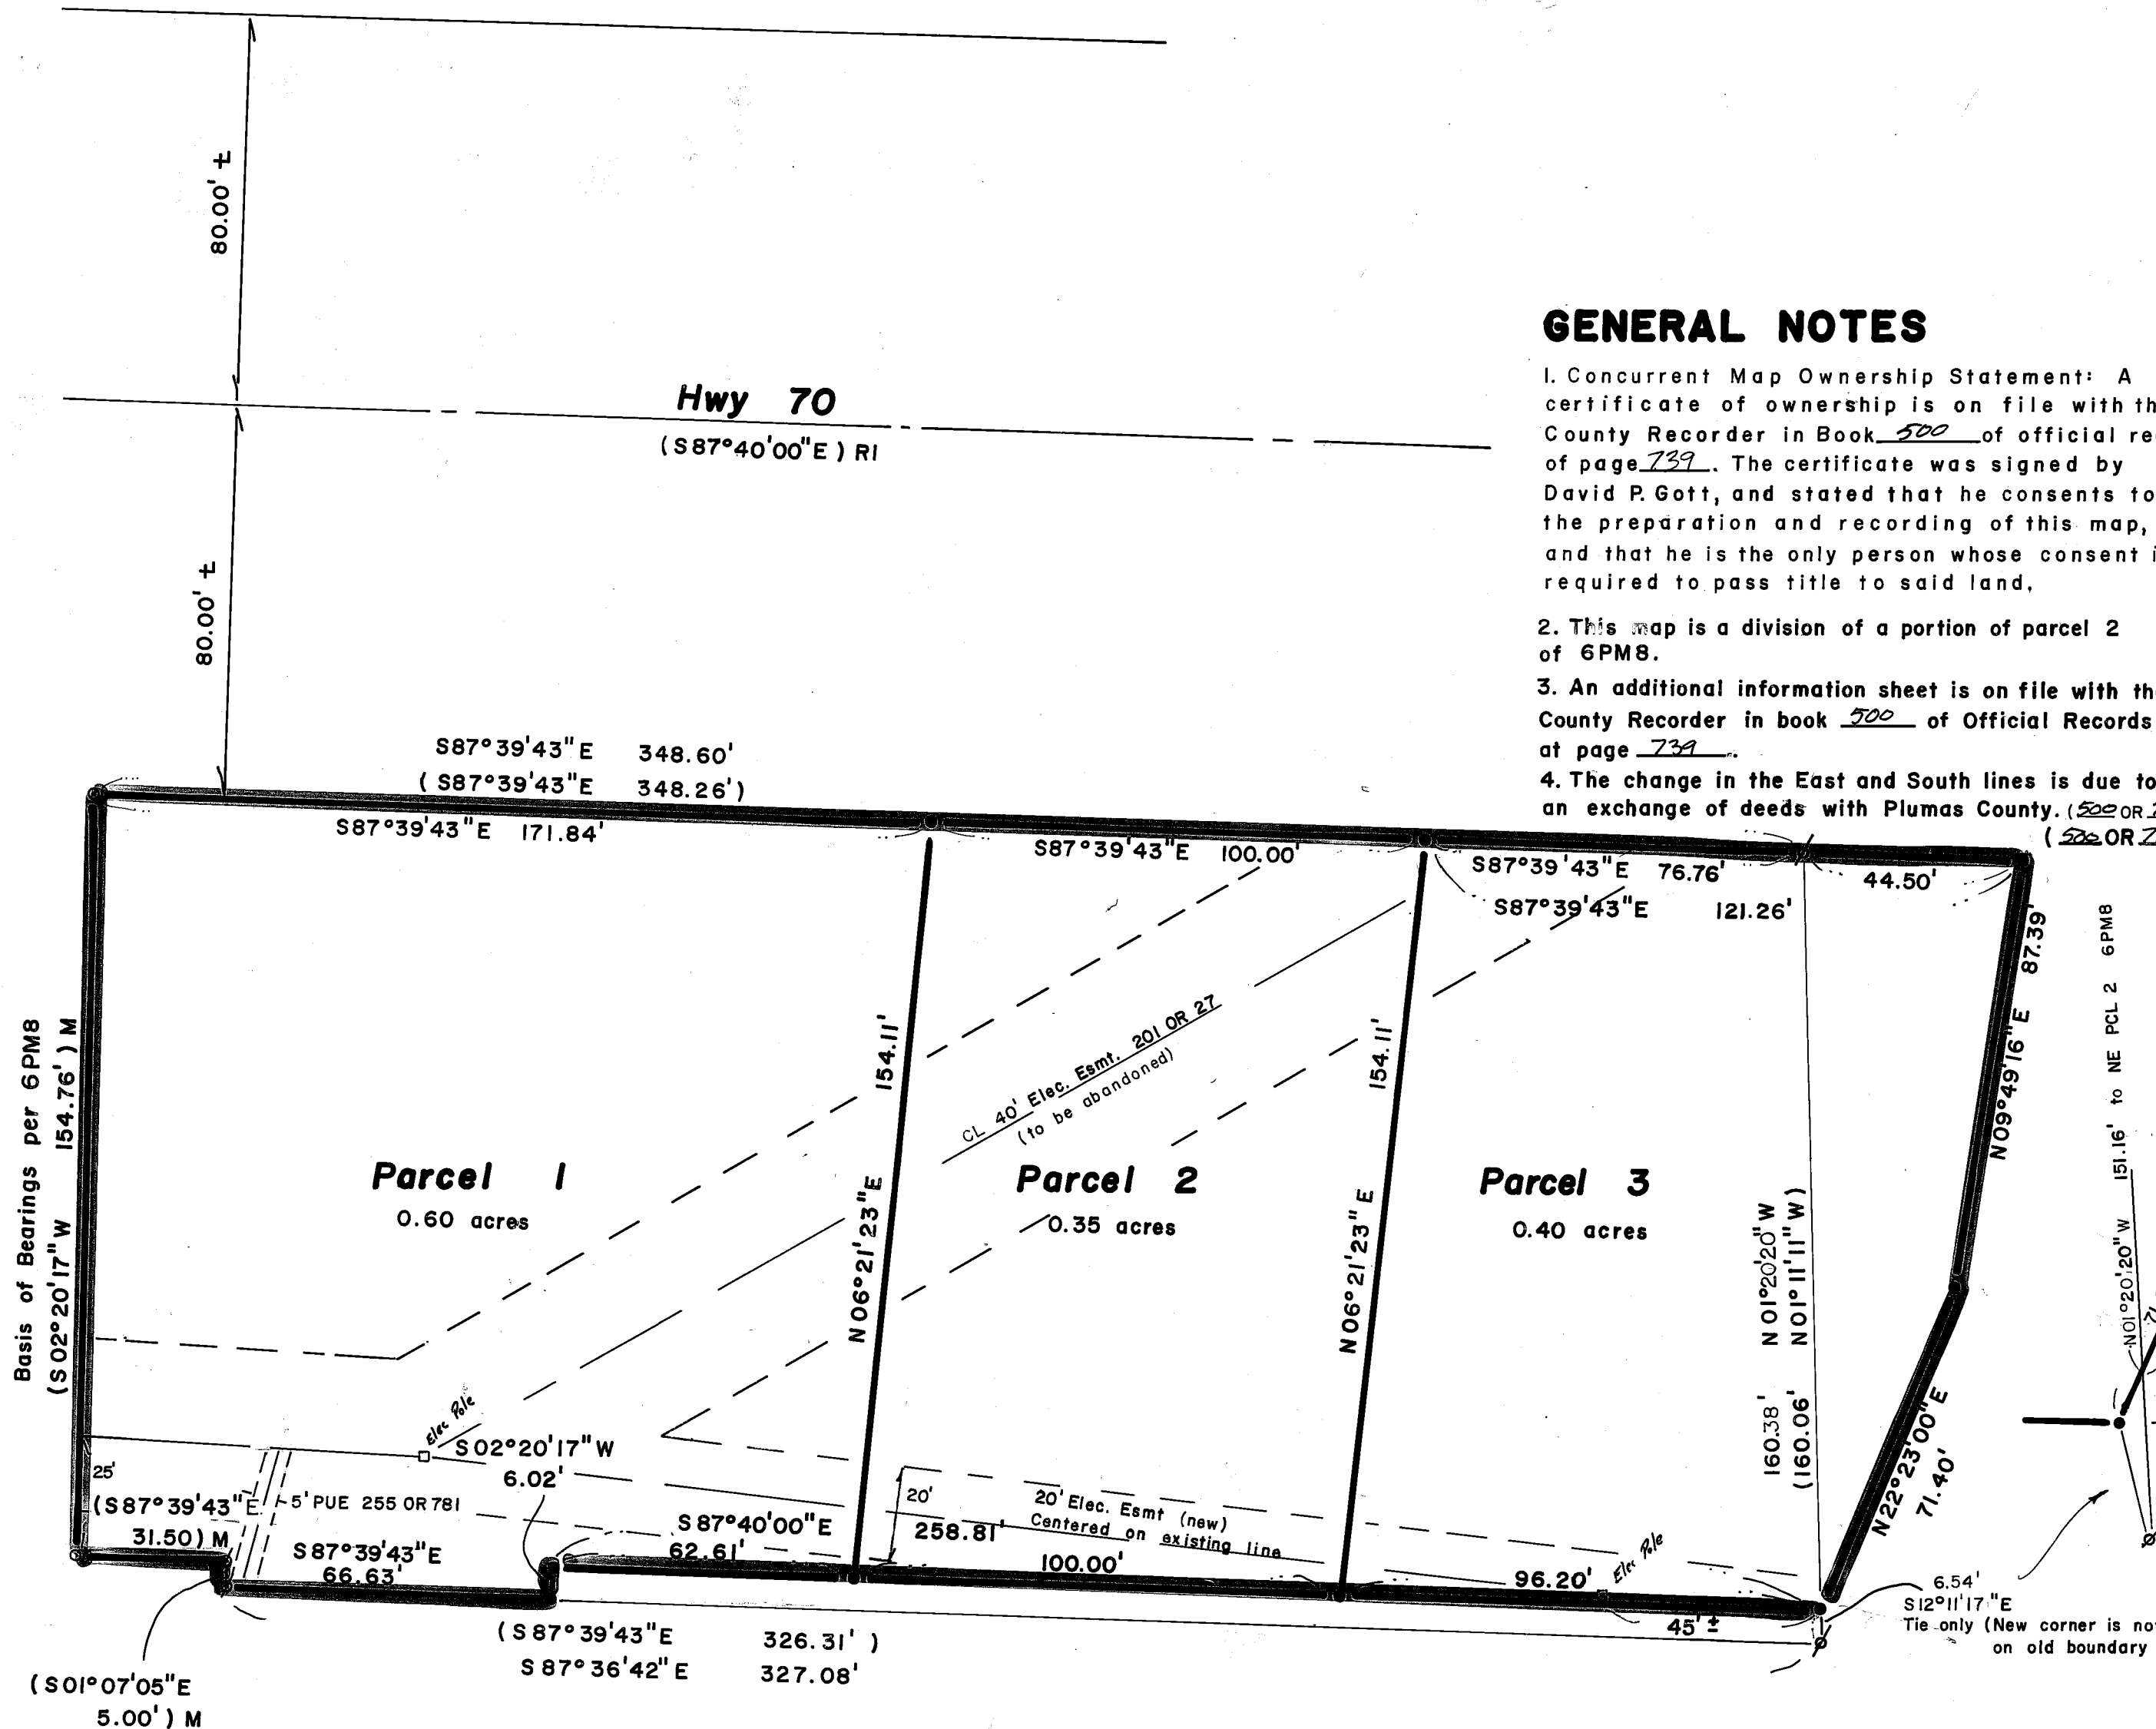 80.00' ±
Hwy 70
(S87°40'00"E) R1
80.00' ±
GENERAL NOTES
1. Concurrent Map Ownership Statement: A
certificate of ownership is on file with th
County Recorder in Book 500 of official re
of page 739. The certificate was signed by
David P. Gott, and stated that he consents to
the preparation and recording of this map,
and that he is the only person whose consent i
required to pass title to said land,
2. This map is a division of a portion of parcel 2
of 6PM8.
3. An additional information sheet is on file with th
County Recorder in book 500 of Official Records
at page 739.
4. The change in the East and South lines is due to
an exchange of deeds with Plumas County. (500 OR
(500 OR
S87°39'43"E 348.60'
(S87°39'43"E 348.26')
S87°39'43"E 171.84'
S87°39'43"E 100.00'
S87°39'43"E 76.76'
44.50'
S87°39'43"E 121.26'
Basis of Bearings per 6PM8
(S02°20'17"W 154.76') M
Parcel 1
0.60 acres
N06°21'23"E 154.11'
CL 40' Elec. Esmt. 201 OR 27
(to be abandoned)
Parcel 2
0.35 acres
N06°21'23"E 154.11'
Parcel 3
0.40 acres
160.38' N01°20'20"W
(160.06' N01°11'11"W)
N09°49'16"E 87.39'
N22°23'00"E
71.40'
N01°20'20"W 151.16' to NE PCL 2 6PM8
Elec Pole
S02°20'17"W
6.02'
25'
(S87°39'43"E
31.50) M
5' PUE 255 OR 781
S87°39'43"E
66.63'
S87°40'00"E
62.61'
258.81'
20'
20' Elec. Esmt (new)
Centered on existing line
100.00'
Elec Pole
96.20'
45' ±
6.54'
S12°11'17"E
Tie only (New corner is no
on old boundary
(S87°39'43"E 326.31')
S87°36'42"E 327.08'
(S01°07'05"E
5.00') M